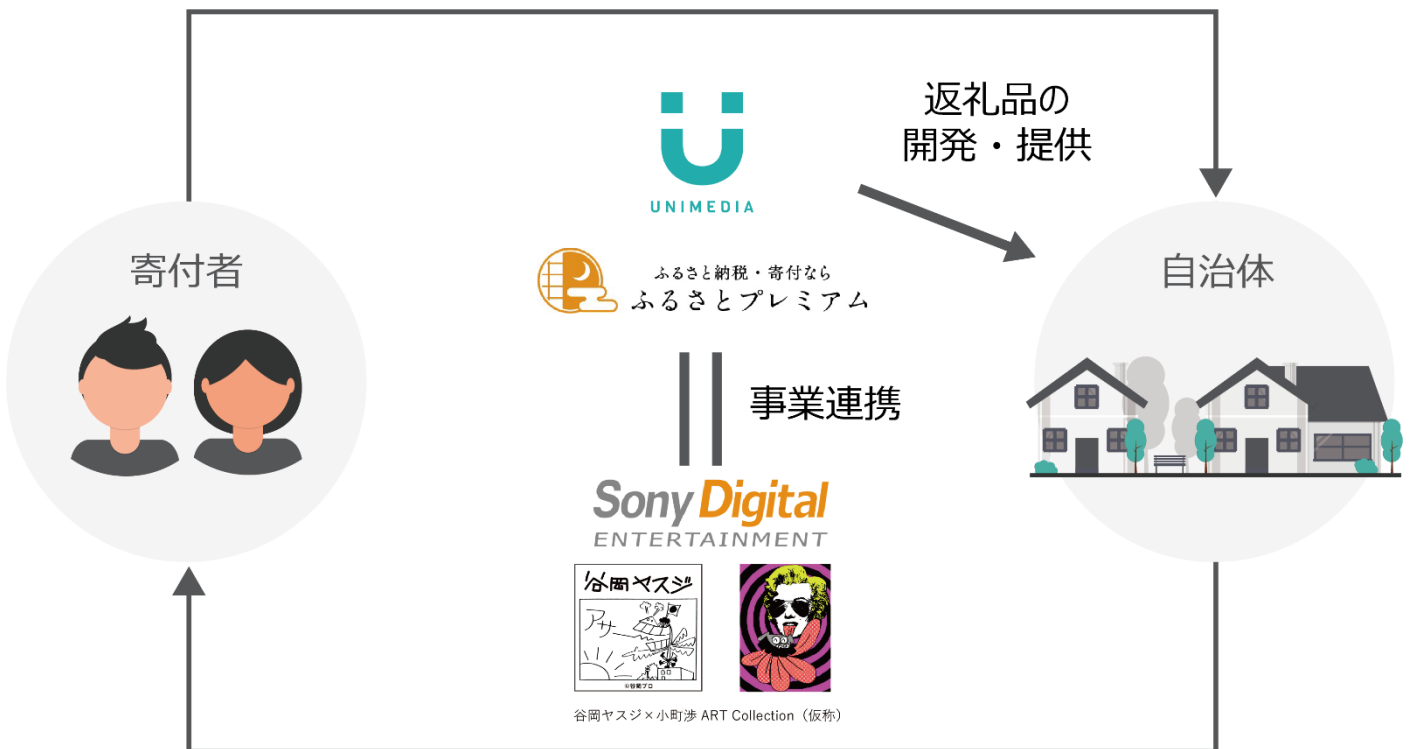 返礼品の
開発・提供
UNIMEDIA
寄付者
自治体
ふるさと納税・寄付なら
ふるさとプレミアム
事業連携
Sony Digital
ENTERTAINMENT
谷岡ヤスジ
アサー
©谷岡プロ
谷岡ヤスジ×小町渉 ART Collection（仮称）